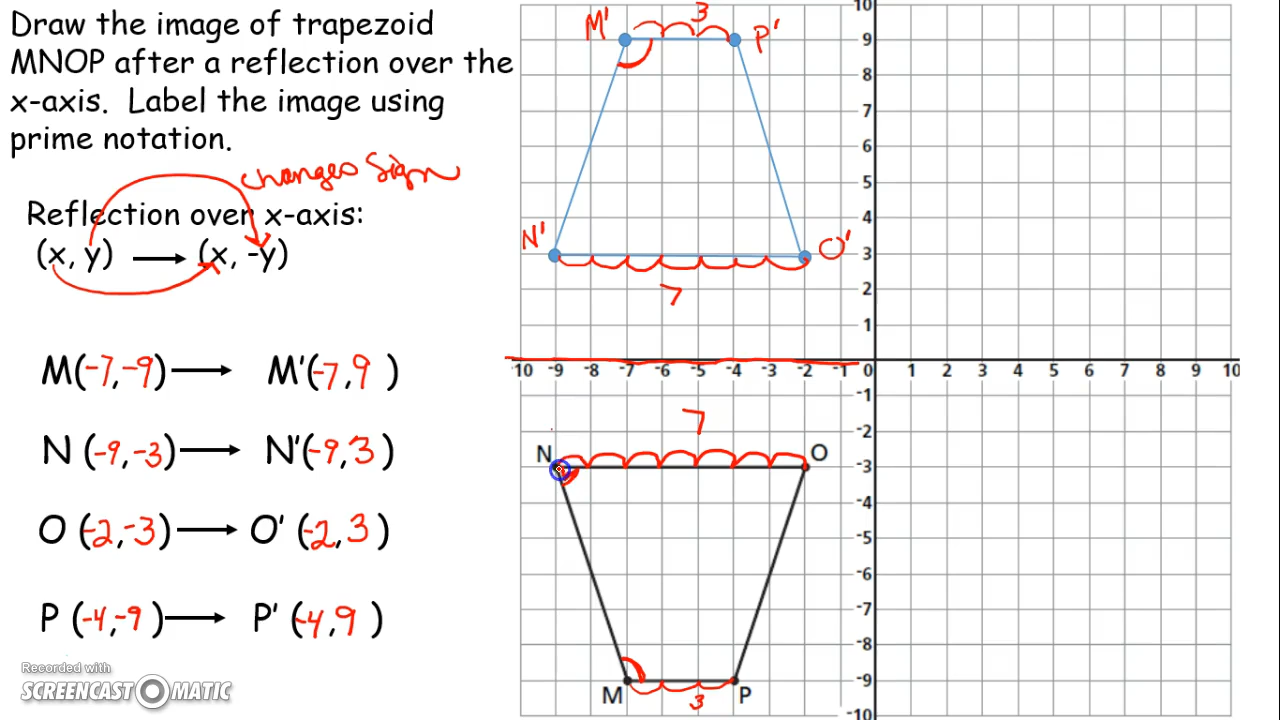 Draw the image of trapezoid
MNOP after a reflection over the
x-axis. Label the image using
prime notation.
changes sign
Reflection over x-axis:
(x, y) → (x, -y)
M(-7,-9) → M'(-7,9)
N (-9,-3) → N'(-9,3)
O (-2,-3) → O' (-2,3)
P (-4,-9) → P' (-4,9)
Recorded with
SCREENCAST O MATIC
M' 3 P'
N' O'
7
10
9
8
7
6
5
4
3
2
1
10 -9 -8 -7 -6 -5 -4 -3 -2 -1 0 1 2 3 4 5 6 7 8 9 10
-1
-2
-3
-4
-5
-6
-7
-8
-9
-10
7
N O
M 3 P